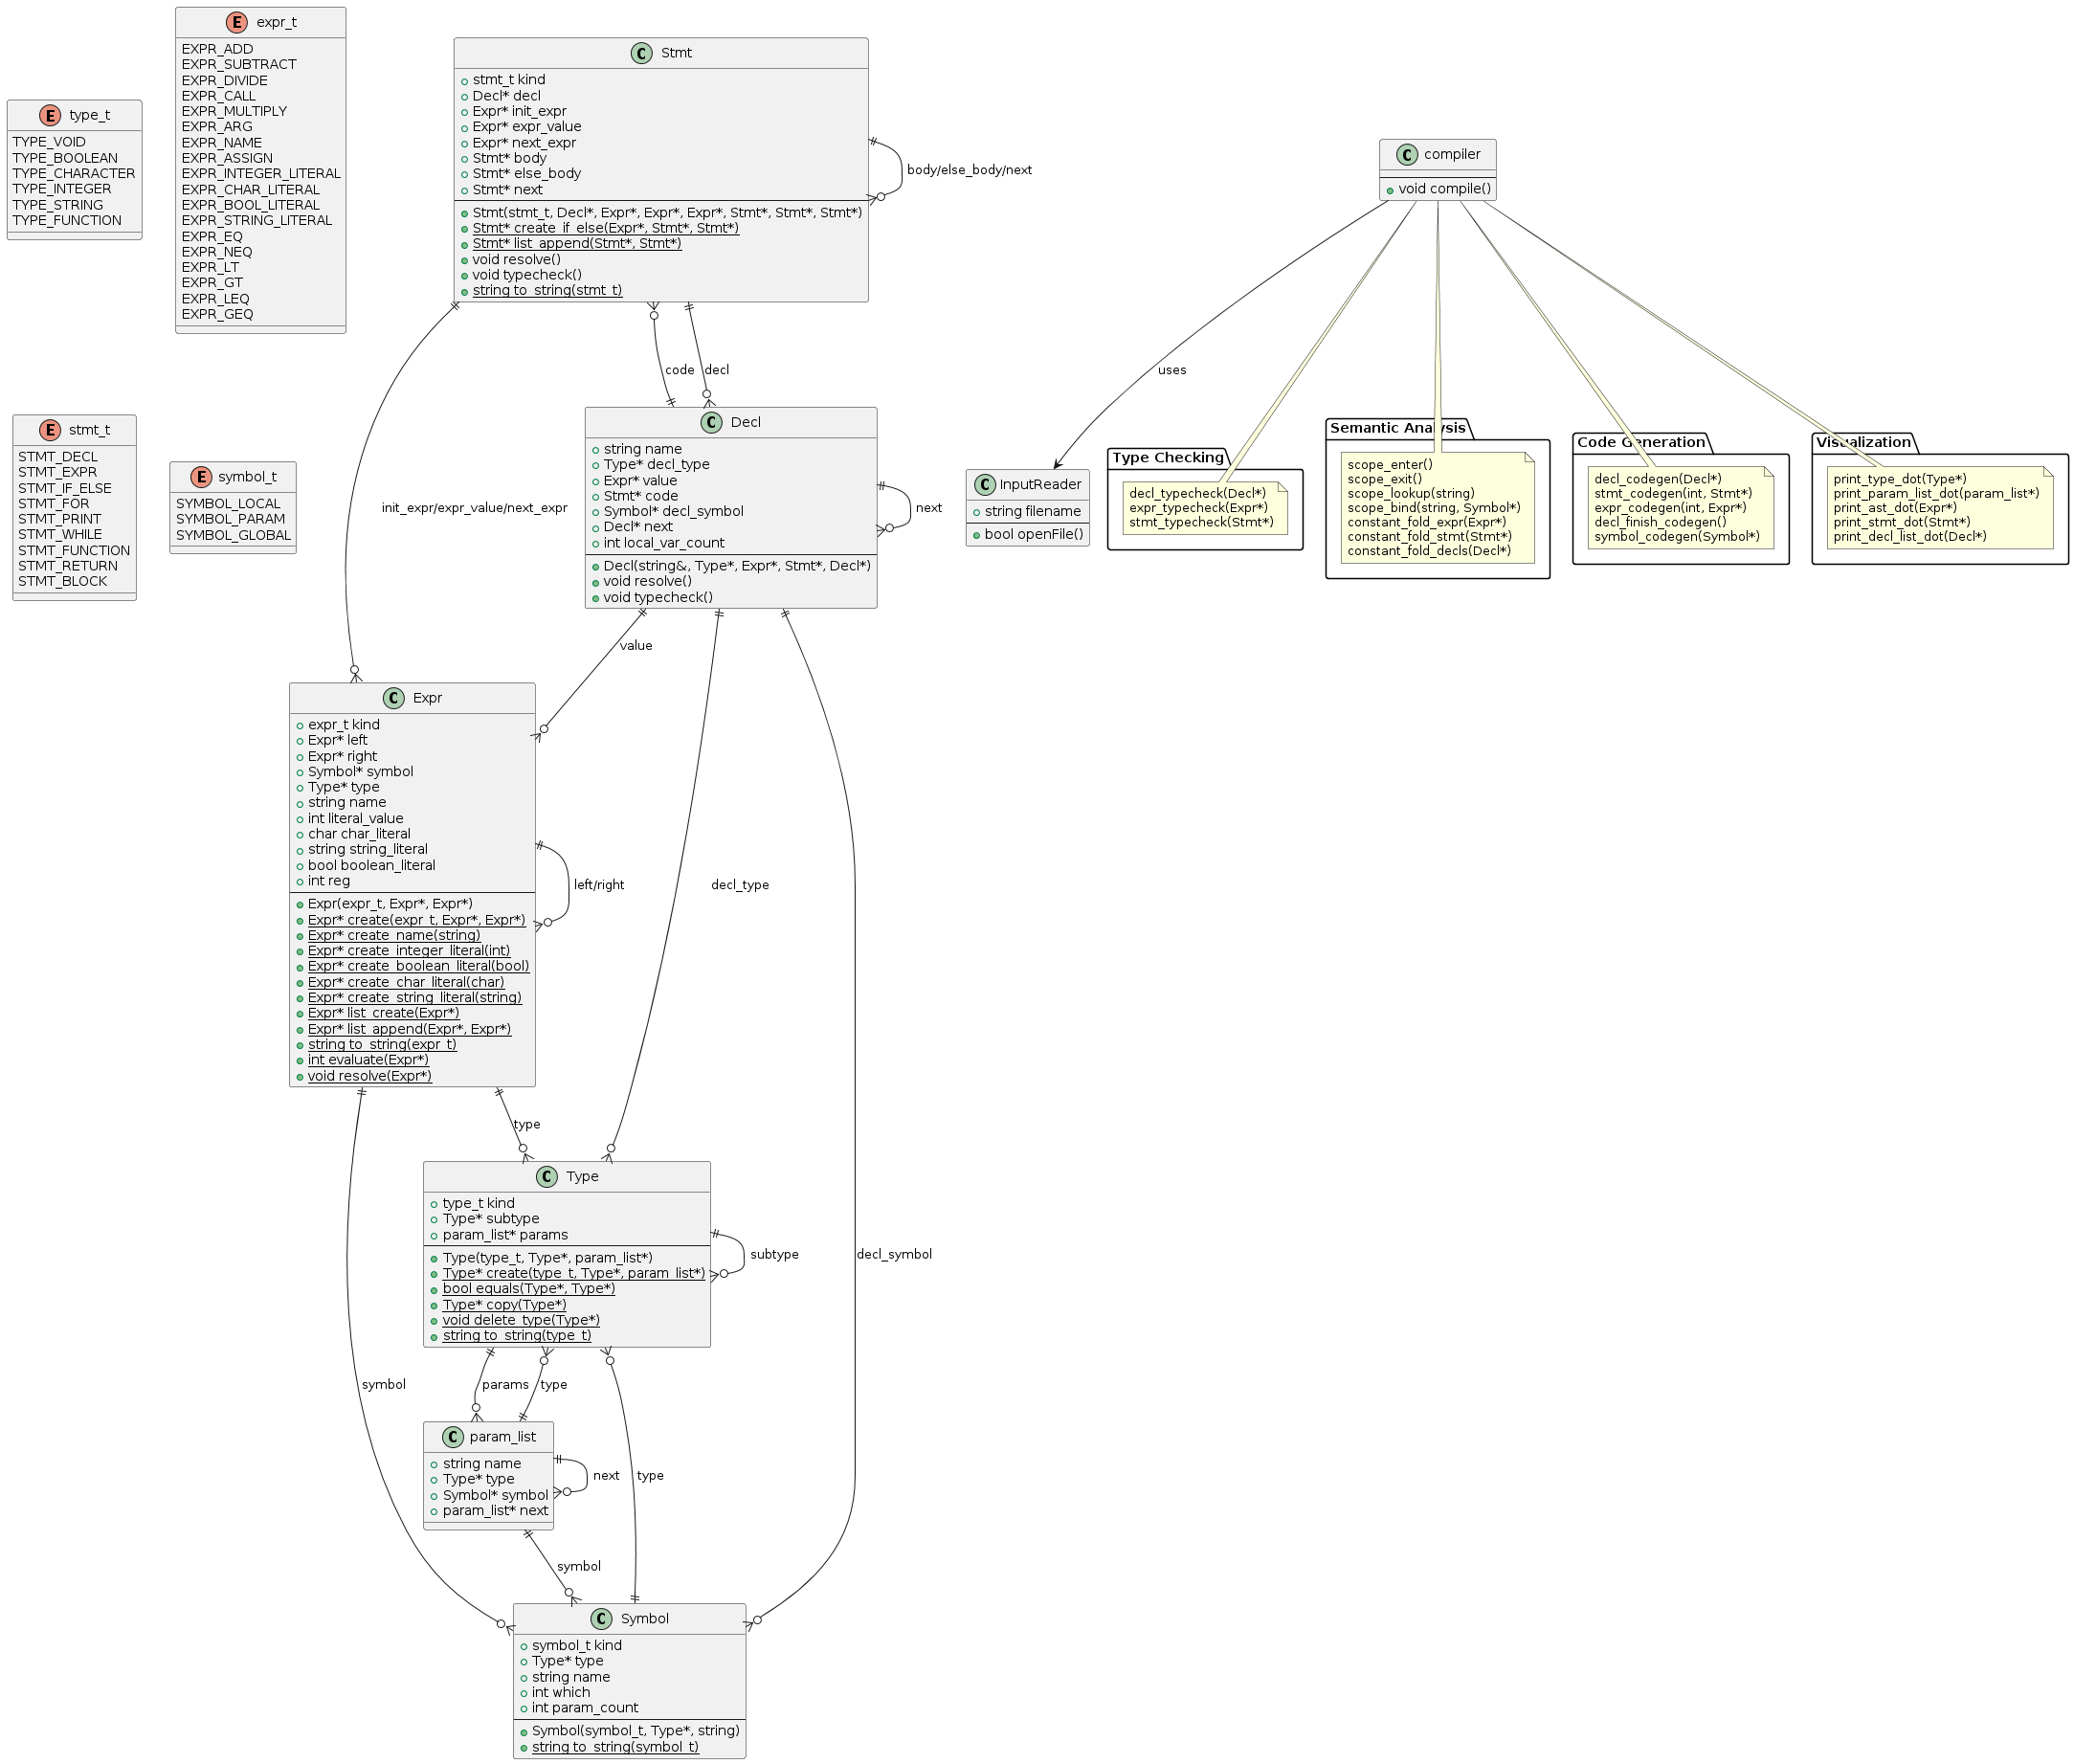 E type_t
TYPE_VOID
TYPE_BOOLEAN
TYPE_CHARACTER
TYPE_INTEGER
TYPE_STRING
TYPE_FUNCTION
E expr_t
EXPR_ADD
EXPR_SUBTRACT
EXPR_DIVIDE
EXPR_CALL
EXPR_MULTIPLY
EXPR_ARG
EXPR_NAME
EXPR_ASSIGN
EXPR_INTEGER_LITERAL
EXPR_CHAR_LITERAL
EXPR_BOOL_LITERAL
EXPR_STRING_LITERAL
EXPR_EQ
EXPR_NEQ
EXPR_LT
EXPR_GT
EXPR_LEQ
EXPR_GEQ
C Stmt
stmt_t kind
Decl* decl
Expr* init_expr
Expr* expr_value
Expr* next_expr
Stmt* body
Stmt* else_body
Stmt* next
Stmt(stmt_t, Decl*, Expr*, Expr*, Expr*, Stmt*, Stmt*, Stmt*)
Stmt* create_if_else(Expr*, Stmt*, Stmt*)
Stmt* list_append(Stmt*, Stmt*)
void resolve()
void typecheck()
string to_string(stmt_t)
body/else_body/next
C compiler
void compile()
code
decl
uses
E stmt_t
STMT_DECL
STMT_EXPR
STMT_IF_ELSE
STMT_FOR
STMT_PRINT
STMT_WHILE
STMT_FUNCTION
STMT_RETURN
STMT_BLOCK
E symbol_t
SYMBOL_LOCAL
SYMBOL_PARAM
SYMBOL_GLOBAL
init_expr/expr_value/next_expr
C Decl
string name
Type* decl_type
Expr* value
Stmt* code
Symbol* decl_symbol
Decl* next
int local_var_count
Decl(string&, Type*, Expr*, Stmt*, Decl*)
void resolve()
void typecheck()
next
C InputReader
string filename
bool openFile()
Type Checking
decl_typecheck(Decl*)
expr_typecheck(Expr*)
stmt_typecheck(Stmt*)
Semantic Analysis
scope_enter()
scope_exit()
scope_lookup(string)
scope_bind(string, Symbol*)
constant_fold_expr(Expr*)
constant_fold_stmt(Stmt*)
constant_fold_decls(Decl*)
Code Generation
decl_codegen(Decl*)
stmt_codegen(int, Stmt*)
expr_codegen(int, Expr*)
decl_finish_codegen()
symbol_codegen(Symbol*)
Visualization
print_type_dot(Type*)
print_param_list_dot(param_list*)
print_ast_dot(Expr*)
print_stmt_dot(Stmt*)
print_decl_list_dot(Decl*)
value
C Expr
expr_t kind
Expr* left
Expr* right
Symbol* symbol
Type* type
string name
int literal_value
char char_literal
string string_literal
bool boolean_literal
int reg
Expr(expr_t, Expr*, Expr*)
Expr* create(expr_t, Expr*, Expr*)
Expr* create_name(string)
Expr* create_integer_literal(int)
Expr* create_boolean_literal(bool)
Expr* create_char_literal(char)
Expr* create_string_literal(string)
Expr* list_create(Expr*)
Expr* list_append(Expr*, Expr*)
string to_string(expr_t)
int evaluate(Expr*)
void resolve(Expr*)
left/right
decl_type
type
C Type
type_t kind
Type* subtype
param_list* params
Type(type_t, Type*, param_list*)
Type* create(type_t, Type*, param_list*)
bool equals(Type*, Type*)
Type* copy(Type*)
void delete_type(Type*)
string to_string(type_t)
subtype
decl_symbol
symbol
params
type
C param_list
string name
Type* type
Symbol* symbol
param_list* next
next
type
symbol
C Symbol
symbol_t kind
Type* type
string name
int which
int param_count
Symbol(symbol_t, Type*, string)
string to_string(symbol_t)